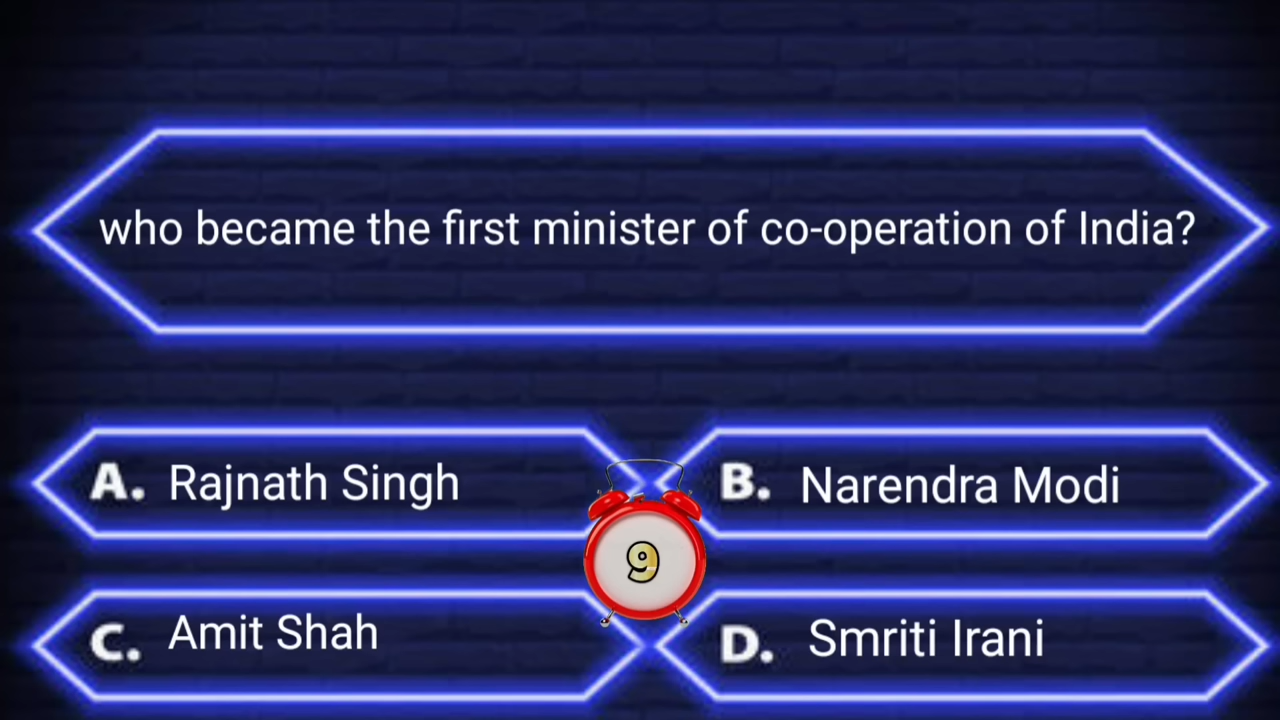 who became the first minister of co-operation of India?
A. Rajnath Singh
B. Narendra Modi
9
C. Amit Shah
D. Smriti Irani